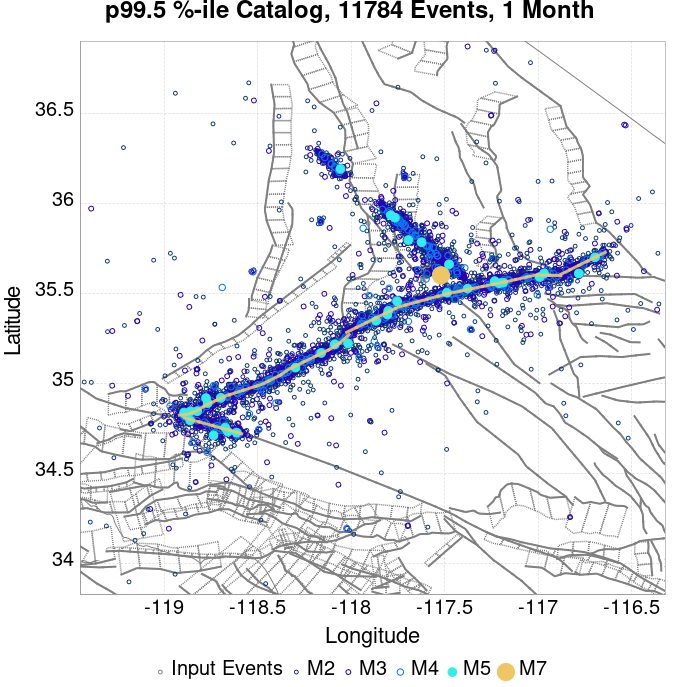 p99.5 %-ile Catalog, 11784 Events, 1 Month
36.5
36
35.5
35
34.5
34
Latitude
-119 -118.5 -118 -117.5 -117 -116.5
Longitude
Input Events M2 M3 M4 M5 M7